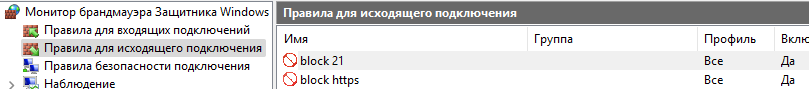 Монитор брандмауэра Защитника Windows
Правила для входящих подключений
Правила для исходящего подключения
Правила безопасности подключения
Наблюдение
Правила для исходящего подключения
Имя Группа Профиль Вклю
block 21 Все Да
block https Все Да